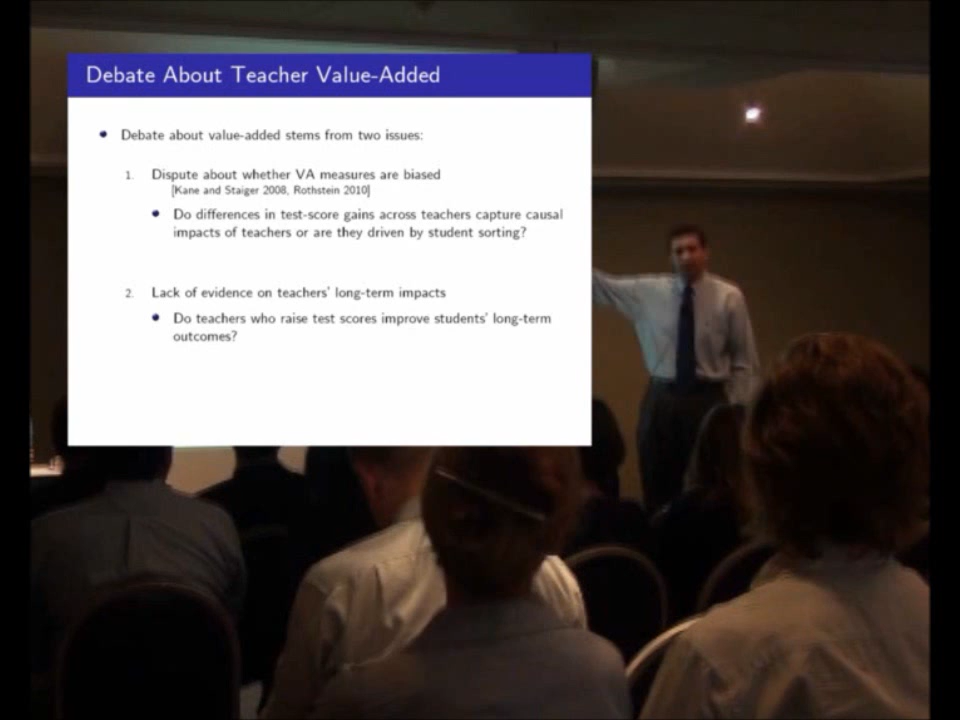 Debate About Teacher Value-Added
• Debate about value-added stems from two issues:
1. Dispute about whether VA measures are biased
[Kane and Staiger 2008, Rothstein 2010]
• Do differences in test-score gains across teachers capture causal
impacts of teachers or are they driven by student sorting?
2. Lack of evidence on teachers' long-term impacts
• Do teachers who raise test scores improve students' long-term
outcomes?